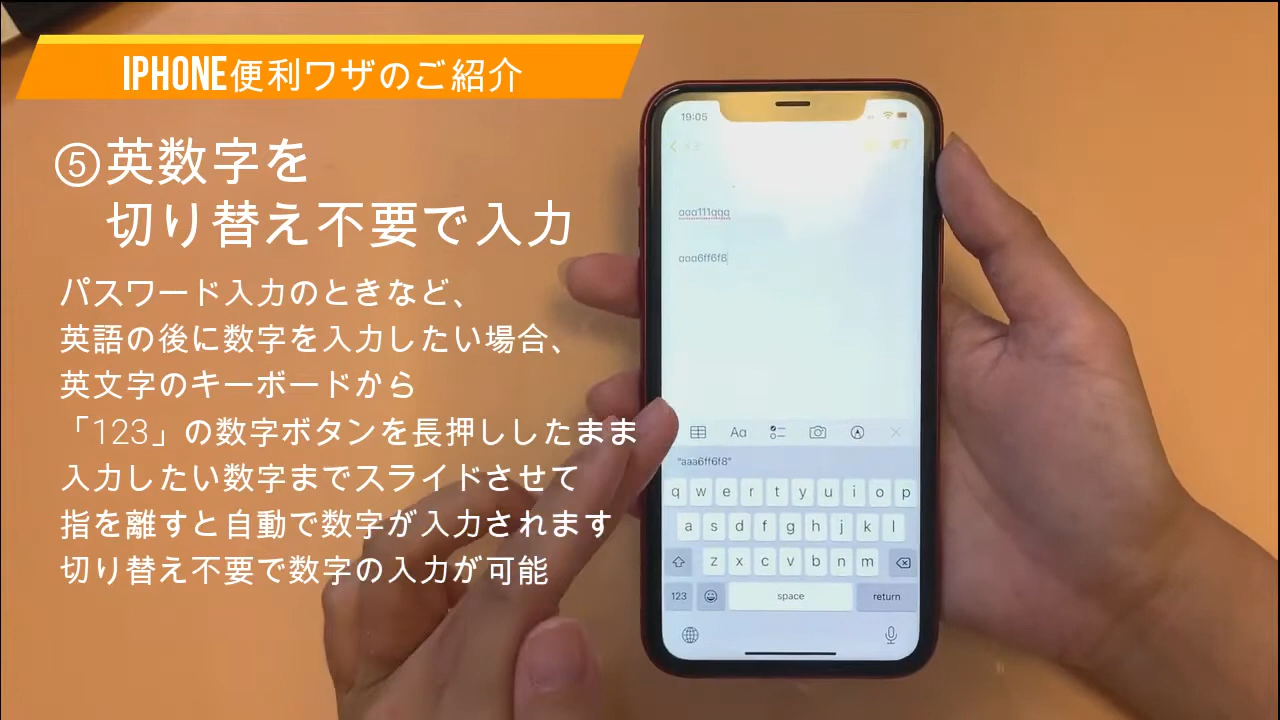 IPHONE便利ワザのご紹介
⑤英数字を
切り替え不要で入力
パスワード入力のときなど、
英語の後に数字を入力したい場合、
英文字のキーボードから
「123」の数字ボタンを長押ししたまま
入力したい数字までスライドさせて
指を離すと自動で数字が入力されます
切り替え不要で数字の入力が可能
19:05
aaa111qqq
aaa6ff6f8
Aa
"aaa6ff6f8"
q w e r t y u i o p
a s d f g h j k l
z x c v b n m
123 space return